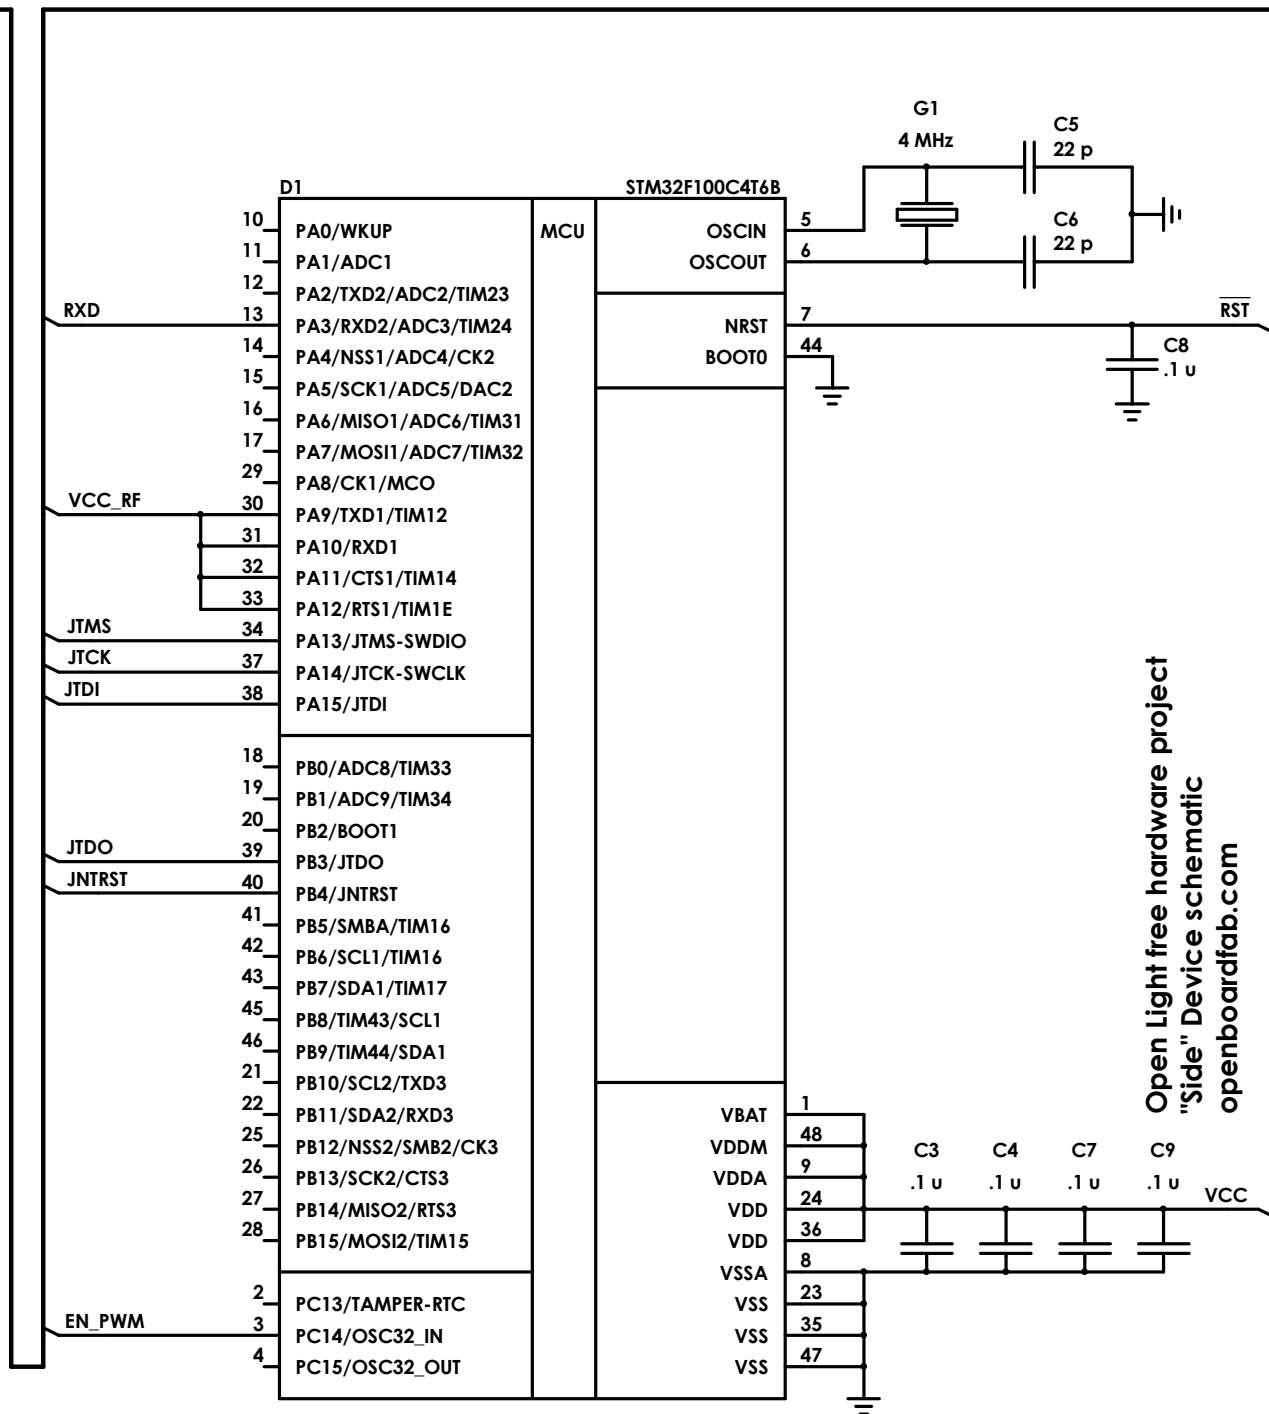 G1
4 MHz
C5
22 p
C6
22 p
D1
STM32F100C4T6B
MCU
10 PA0/WKUP
11 PA1/ADC1
12 PA2/TXD2/ADC2/TIM23
RXD 13 PA3/RXD2/ADC3/TIM24
14 PA4/NSS1/ADC4/CK2
15 PA5/SCK1/ADC5/DAC2
16 PA6/MISO1/ADC6/TIM31
17 PA7/MOSI1/ADC7/TIM32
29 PA8/CK1/MCO
VCC_RF 30 PA9/TXD1/TIM12
31 PA10/RXD1
32 PA11/CTS1/TIM14
33 PA12/RTS1/TIM1E
JTMS 34 PA13/JTMS-SWDIO
JTCK 37 PA14/JTCK-SWCLK
JTDI 38 PA15/JTDI
18 PB0/ADC8/TIM33
19 PB1/ADC9/TIM34
20 PB2/BOOT1
JTDO 39 PB3/JTDO
JNTRST 40 PB4/JNTRST
41 PB5/SMBA/TIM16
42 PB6/SCL1/TIM16
43 PB7/SDA1/TIM17
45 PB8/TIM43/SCL1
46 PB9/TIM44/SDA1
21 PB10/SCL2/TXD3
22 PB11/SDA2/RXD3
25 PB12/NSS2/SMB2/CK3
26 PB13/SCK2/CTS3
27 PB14/MISO2/RTS3
28 PB15/MOSI2/TIM15
2 PC13/TAMPER-RTC
EN_PWM 3 PC14/OSC32_IN
4 PC15/OSC32_OUT
OSCIN 5
OSCOUT 6
NRST 7 RST
BOOT0 44
C8
.1 u
VBAT 1
VDDM 48
VDDA 9
VDD 24
VDD 36
VSSA 8
VSS 23
VSS 35
VSS 47
C3 C4 C7 C9
.1 u .1 u .1 u .1 u
VCC
Open Light free hardware project
"Side" Device schematic
openboardfab.com